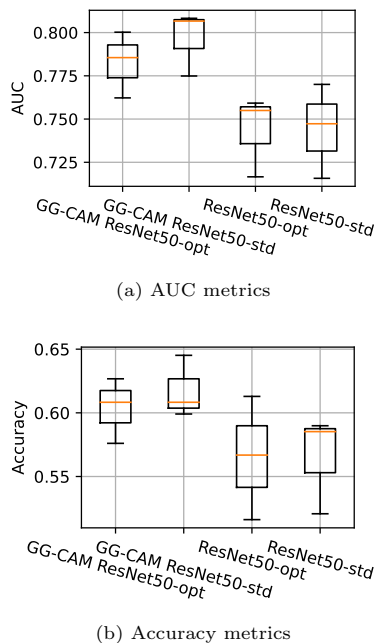 0.800
0.775
0.750
0.725
AUC
GG-CAM ResNet50-opt
GG-CAM ResNet50-std
ResNet50-opt
ResNet50-std
(a) AUC metrics
0.65
0.60
0.55
Accuracy
GG-CAM ResNet50-opt
GG-CAM ResNet50-std
ResNet50-opt
ResNet50-std
(b) Accuracy metrics